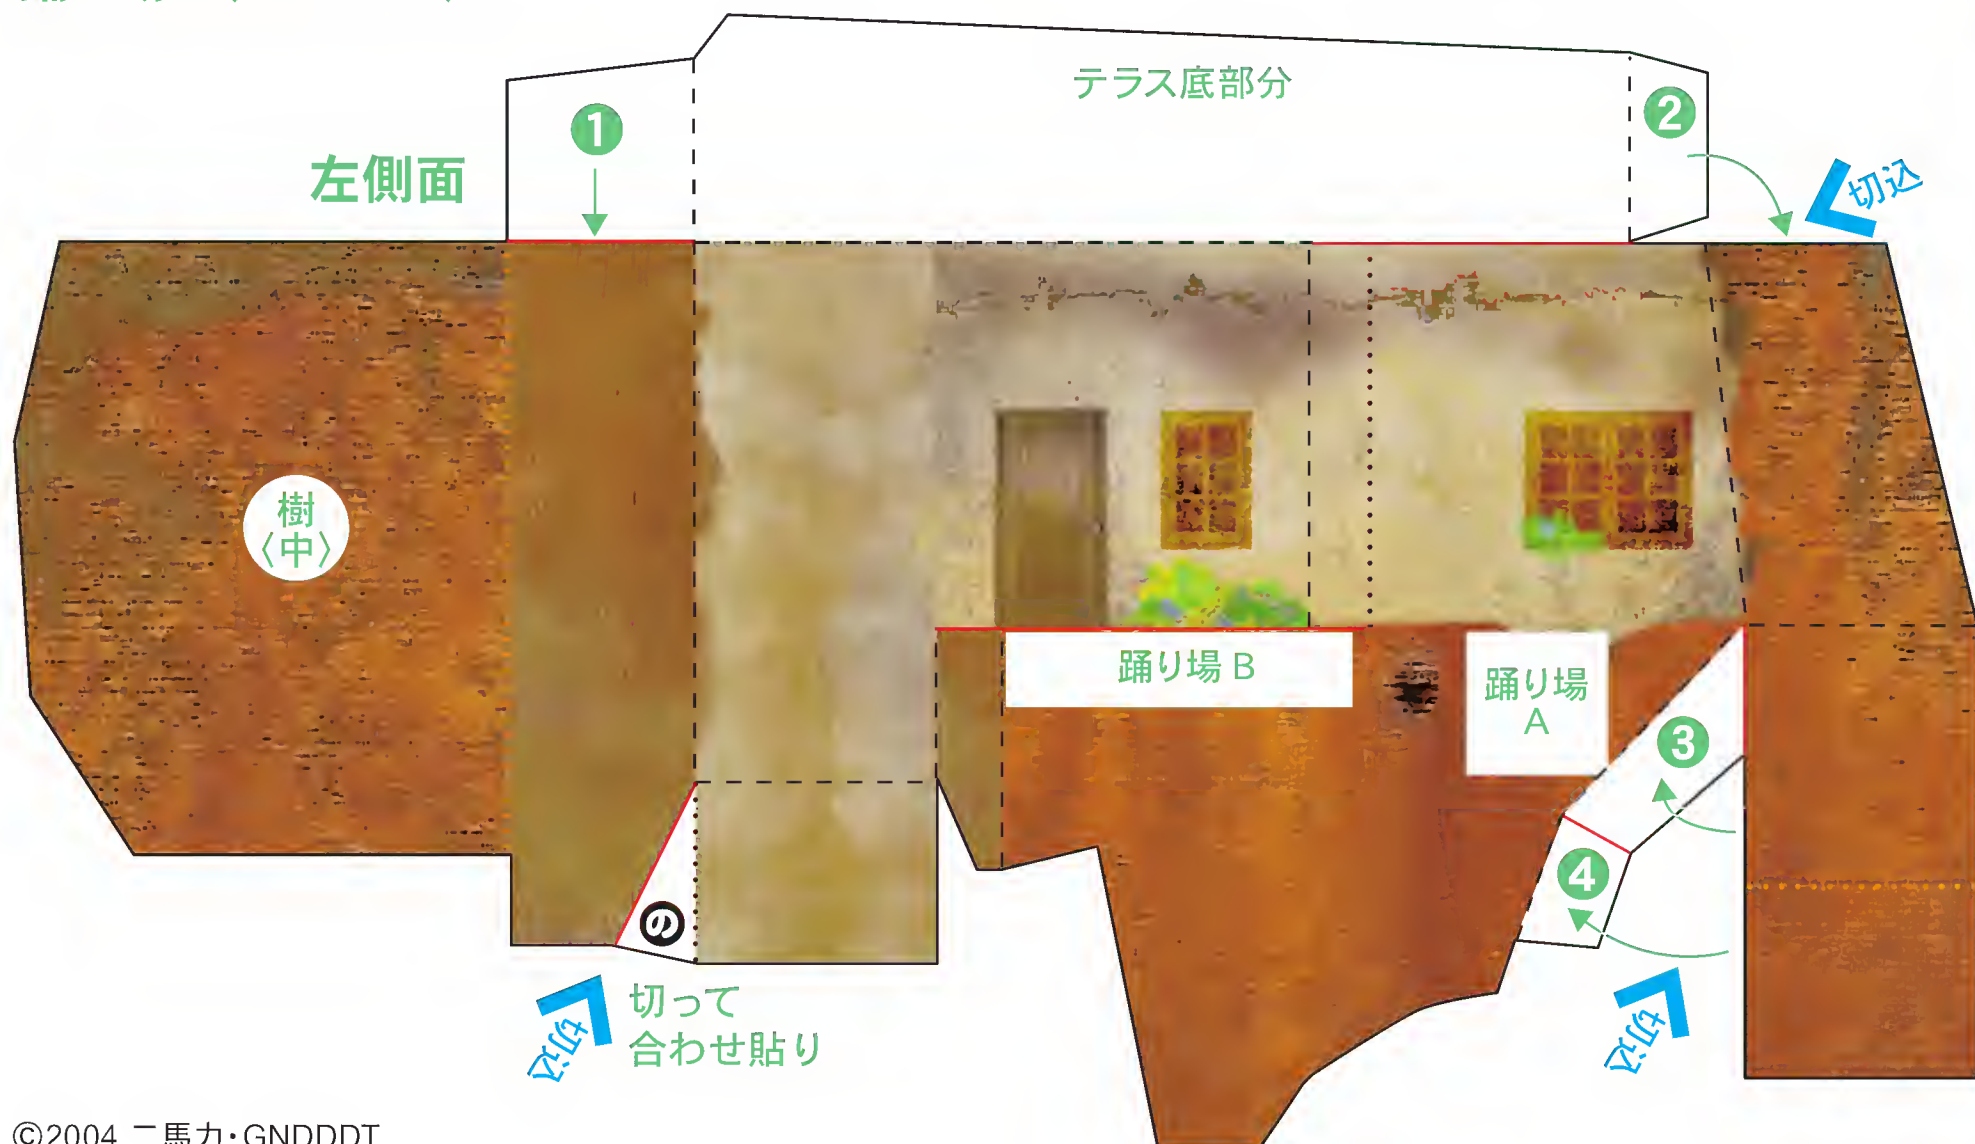 テラス底部分
1
2
左側面
切込
樹
〈中〉
踊り場 B
踊り場
A
3
4
の
切込
切って
合わせ貼り
切込
©2004 二馬力・GNDDDT